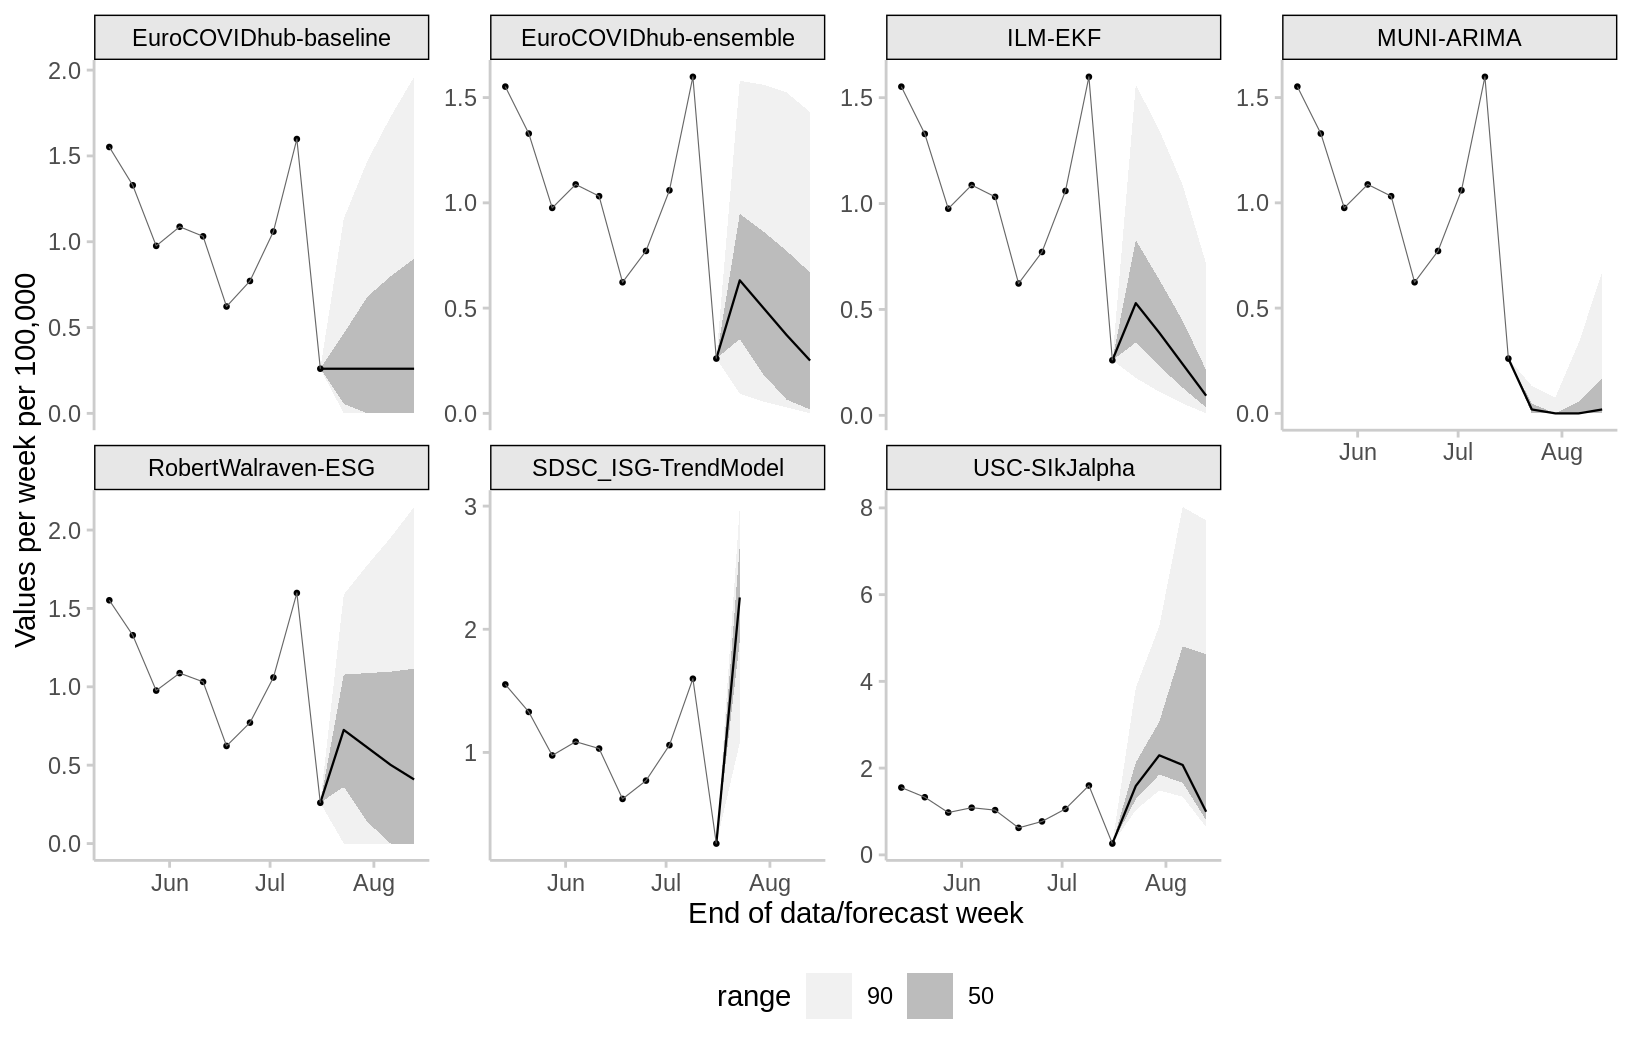 EuroCOVIDhub-baseline
EuroCOVIDhub-ensemble
ILM-EKF
MUNI-ARIMA
2.0
1.5
1.0
0.5
0.0
1.5
1.0
0.5
0.0
1.5
1.0
0.5
0.0
1.5
1.0
0.5
0.0
Jun Jul Aug
Values per week per 100,000
RobertWalraven-ESG
SDSC_ISG-TrendModel
USC-SIkJalpha
2.0
1.5
1.0
0.5
0.0
Jun Jul Aug
3
2
1
Jun Jul Aug
8
6
4
2
0
Jun Jul Aug
End of data/forecast week
range 90 50